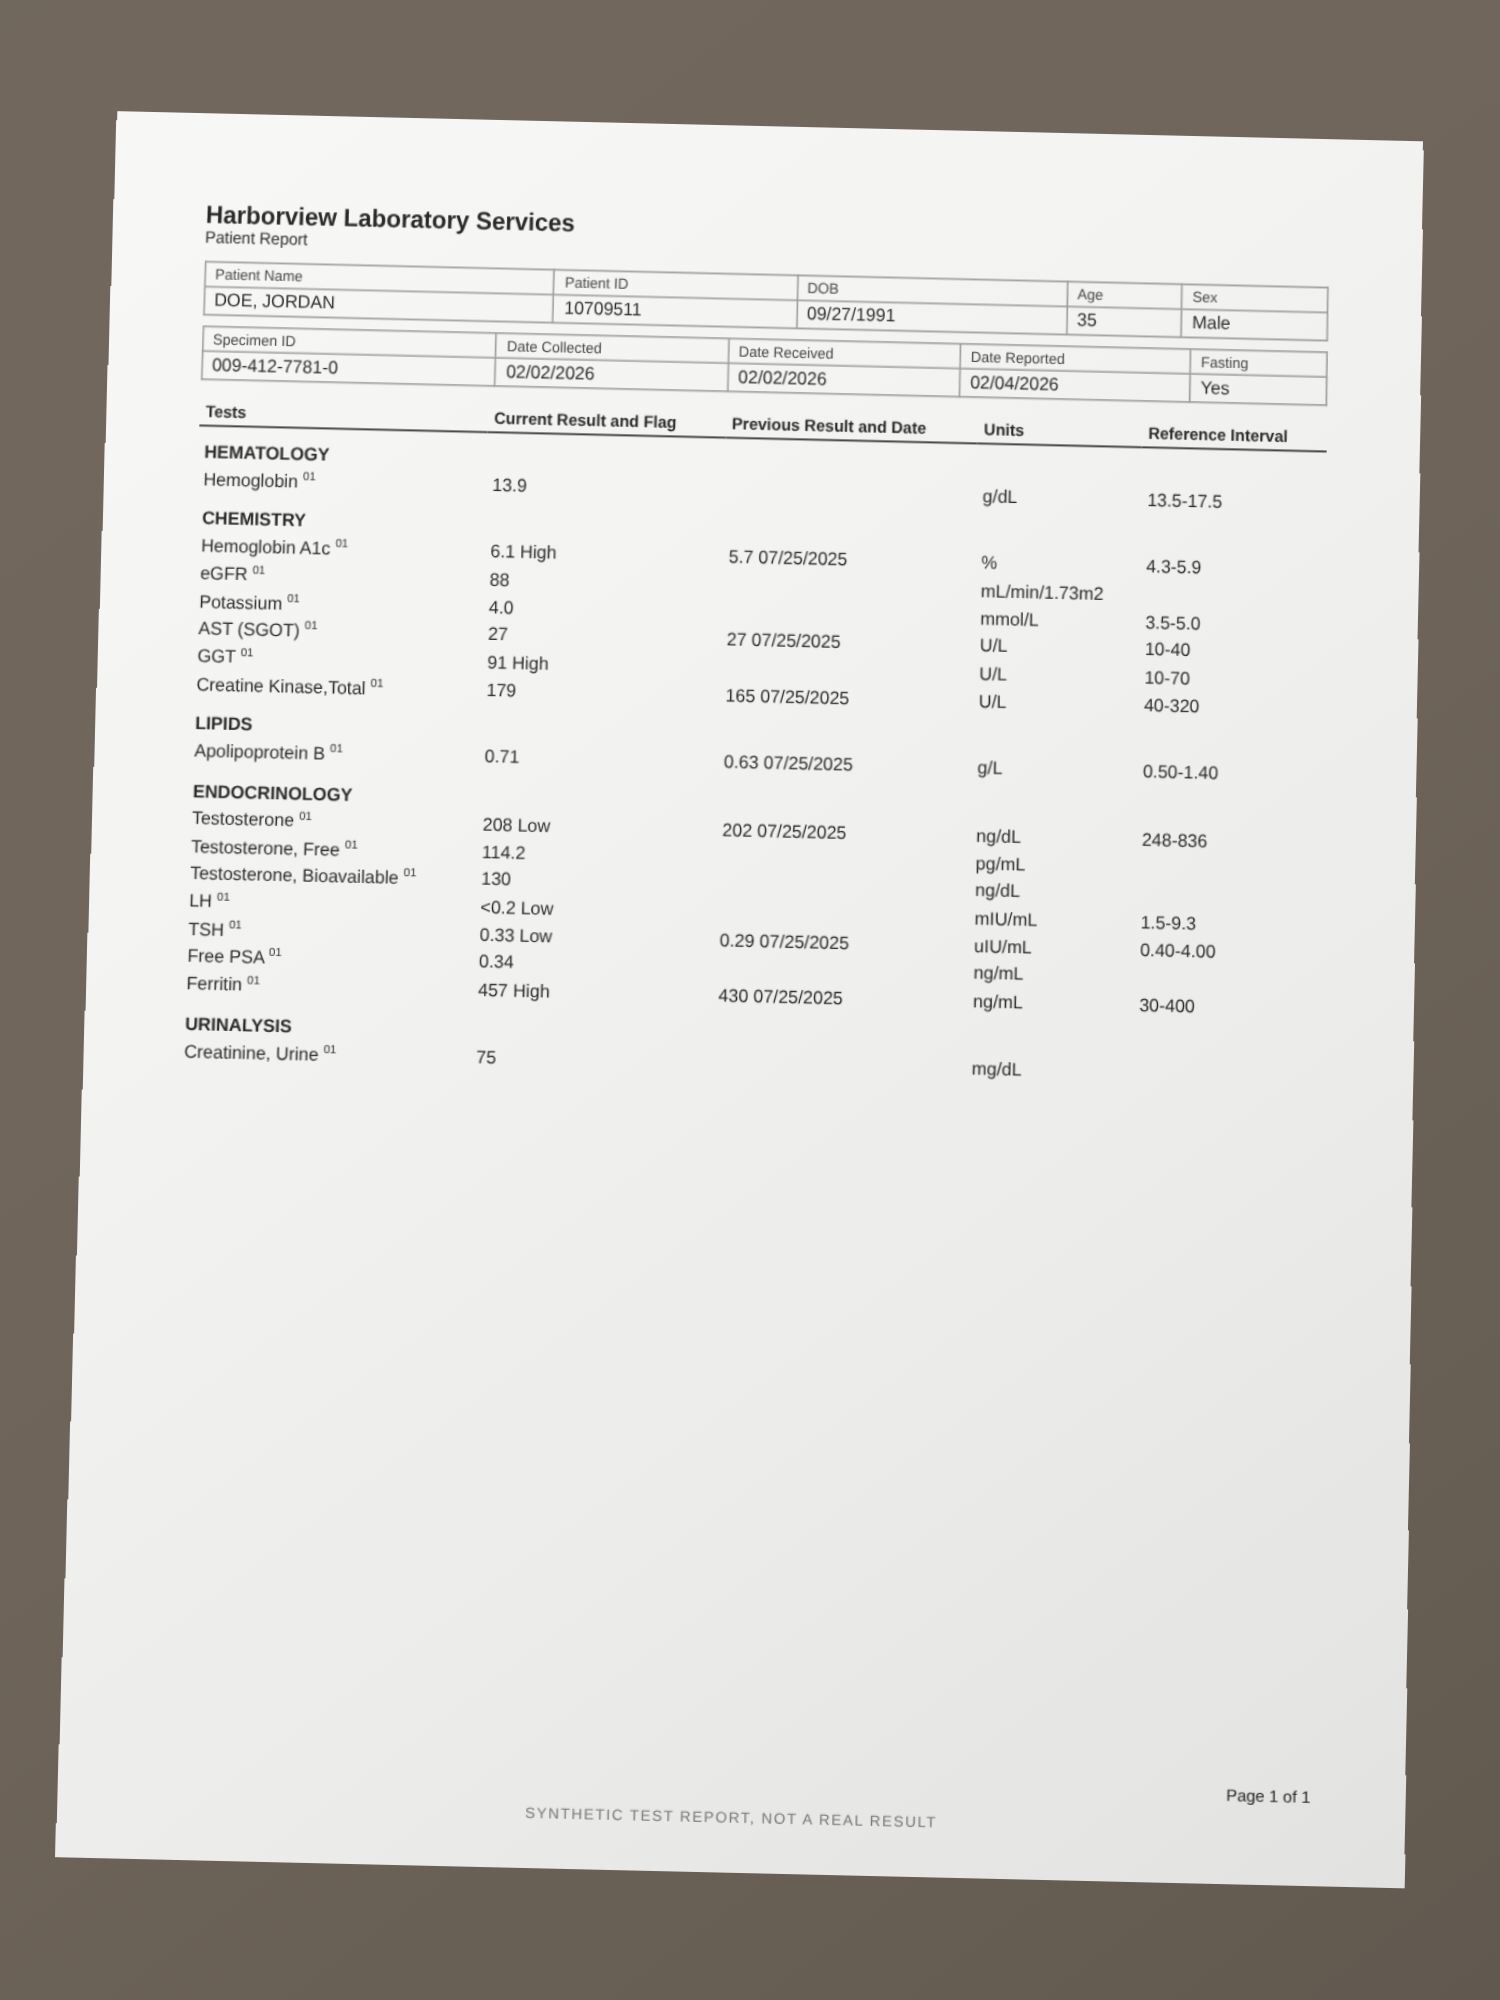 Harborview Laboratory Services
Patient Report
Patient Name Patient ID DOB Age Sex
DOE, JORDAN 10709511 09/27/1991 35 Male
Specimen ID Date Collected Date Received Date Reported Fasting
009-412-7781-0 02/02/2026 02/02/2026 02/04/2026 Yes
Tests Current Result and Flag Previous Result and Date Units Reference Interval
HEMATOLOGY
Hemoglobin 01 13.9 g/dL 13.5-17.5
CHEMISTRY
Hemoglobin A1c 01 6.1 High 5.7 07/25/2025 % 4.3-5.9
eGFR 01 88 mL/min/1.73m2
Potassium 01 4.0 mmol/L 3.5-5.0
AST (SGOT) 01 27 27 07/25/2025 U/L 10-40
GGT 01 91 High U/L 10-70
Creatine Kinase,Total 01 179 165 07/25/2025 U/L 40-320
LIPIDS
Apolipoprotein B 01 0.71 0.63 07/25/2025 g/L 0.50-1.40
ENDOCRINOLOGY
Testosterone 01 208 Low 202 07/25/2025 ng/dL 248-836
Testosterone, Free 01 114.2 pg/mL
Testosterone, Bioavailable 01 130 ng/dL
LH 01 <0.2 Low mIU/mL 1.5-9.3
TSH 01 0.33 Low 0.29 07/25/2025 uIU/mL 0.40-4.00
Free PSA 01 0.34 ng/mL
Ferritin 01 457 High 430 07/25/2025 ng/mL 30-400
URINALYSIS
Creatinine, Urine 01 75 mg/dL
Page 1 of 1
SYNTHETIC TEST REPORT, NOT A REAL RESULT